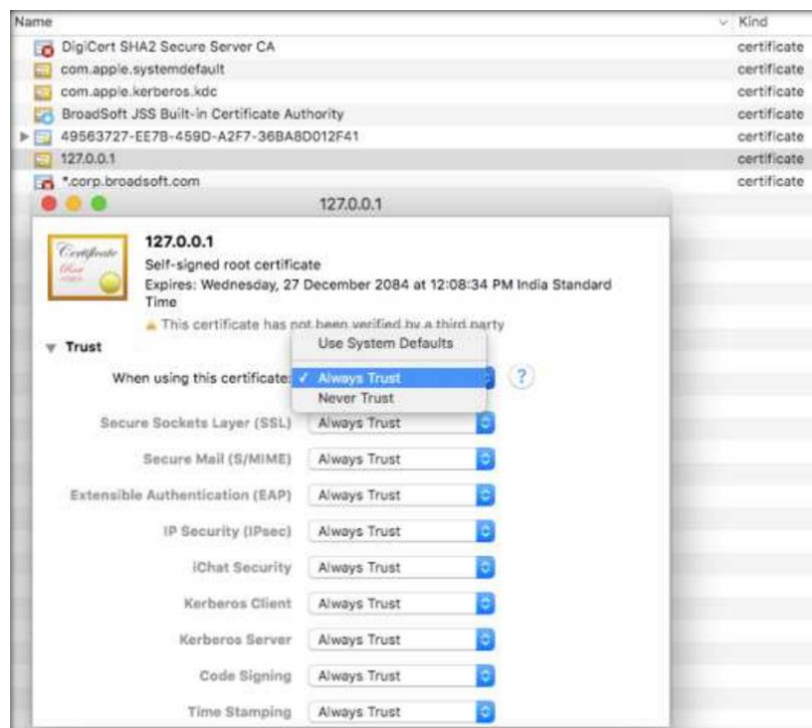 Name Kind
DigiCert SHA2 Secure Server CA certificate
com.apple.systemdefault certificate
com.apple.kerberos.kdc certificate
BroadSoft JSS Built-in Certificate Authority certificate
49563727-EE7B-459D-A2F7-36BA8D012F41 certificate
127.0.0.1 certificate
*.corp.broadsoft.com certificate
127.0.0.1
Certificate
Root
127.0.0.1
Self-signed root certificate
Expires: Wednesday, 27 December 2084 at 12:08:34 PM India Standard
Time
This certificate has not been verified by a third party
Trust
Use System Defaults
When using this certificate: ✓ Always Trust ?
Never Trust
Secure Sockets Layer (SSL) Always Trust
Secure Mail (S/MIME) Always Trust
Extensible Authentication (EAP) Always Trust
IP Security (IPsec) Always Trust
iChat Security Always Trust
Kerberos Client Always Trust
Kerberos Server Always Trust
Code Signing Always Trust
Time Stamping Always Trust